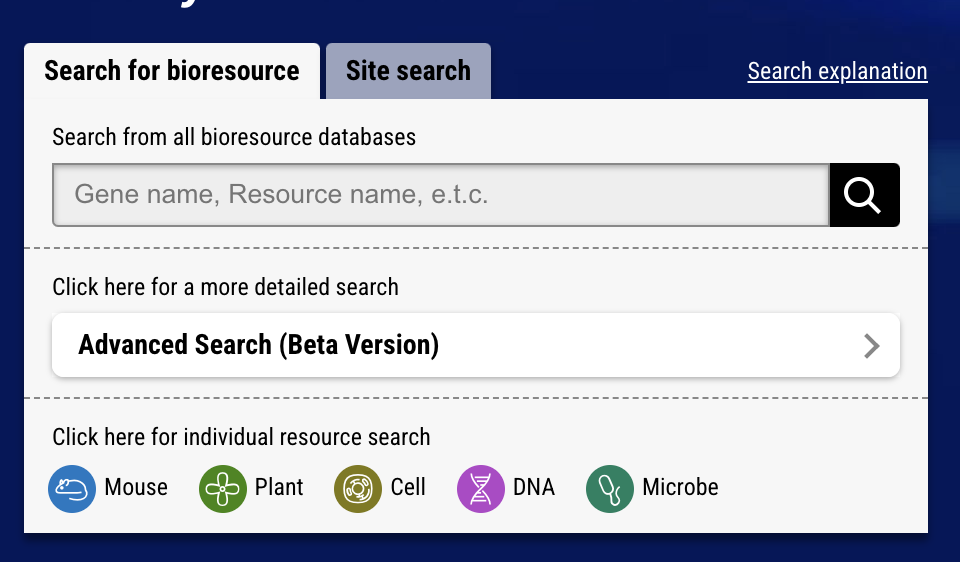 Search for bioresource
Site search
Search explanation
Search from all bioresource databases
Gene name, Resource name, e.t.c.
Click here for a more detailed search
Advanced Search (Beta Version)
Click here for individual resource search
Mouse
Plant
Cell
DNA
Microbe